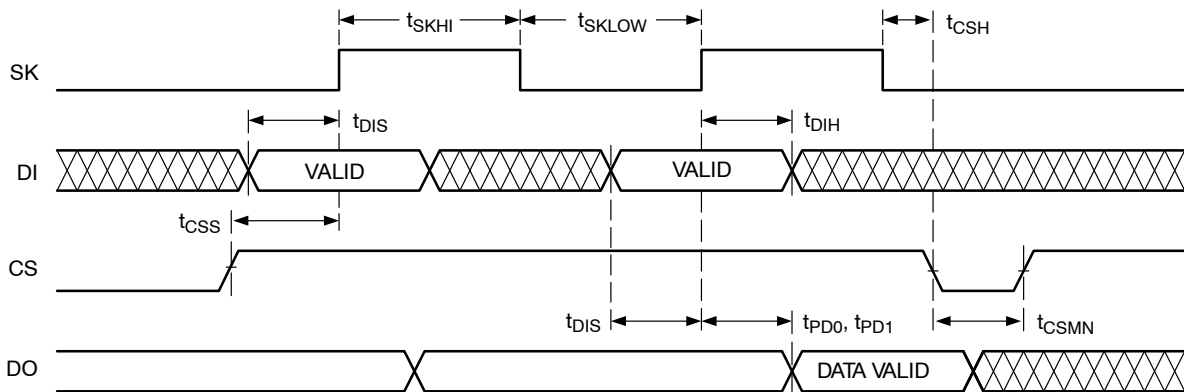 tSKHI
tSKLOW
tCSH
SK
tDIS
tDIH
DI
VALID
VALID
tCSS
CS
tDIS
tPD0, tPD1
tCSMN
DO
DATA VALID